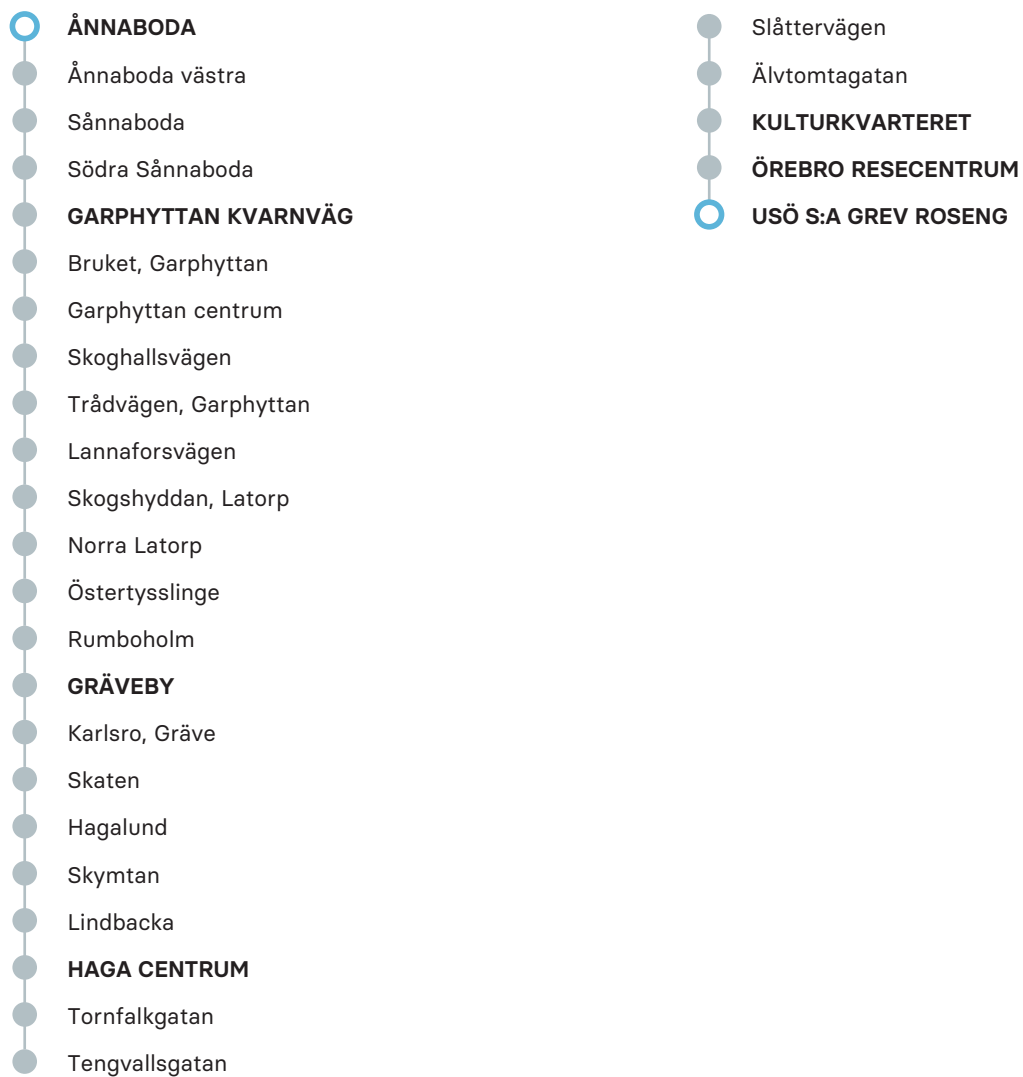 ÅNNABODA
Ånnaboda västra
Sånnaboda
Södra Sånnaboda
GARPHYTTAN KVARNVÄG
Bruket, Garphyttan
Garphyttan centrum
Skoghallsvägen
Trådvägen, Garphyttan
Lannaforsvägen
Skogshyddan, Latorp
Norra Latorp
Östertysslinge
Rumboholm
GRÄVEBY
Karlsro, Gräve
Skaten
Hagalund
Skymtan
Lindbacka
HAGA CENTRUM
Tornfalkgatan
Tengvallsgatan
Slåttervägen
Älvtomtagatan
KULTURKVARTERET
ÖREBRO RESECENTRUM
USÖ S:A GREV ROSENG